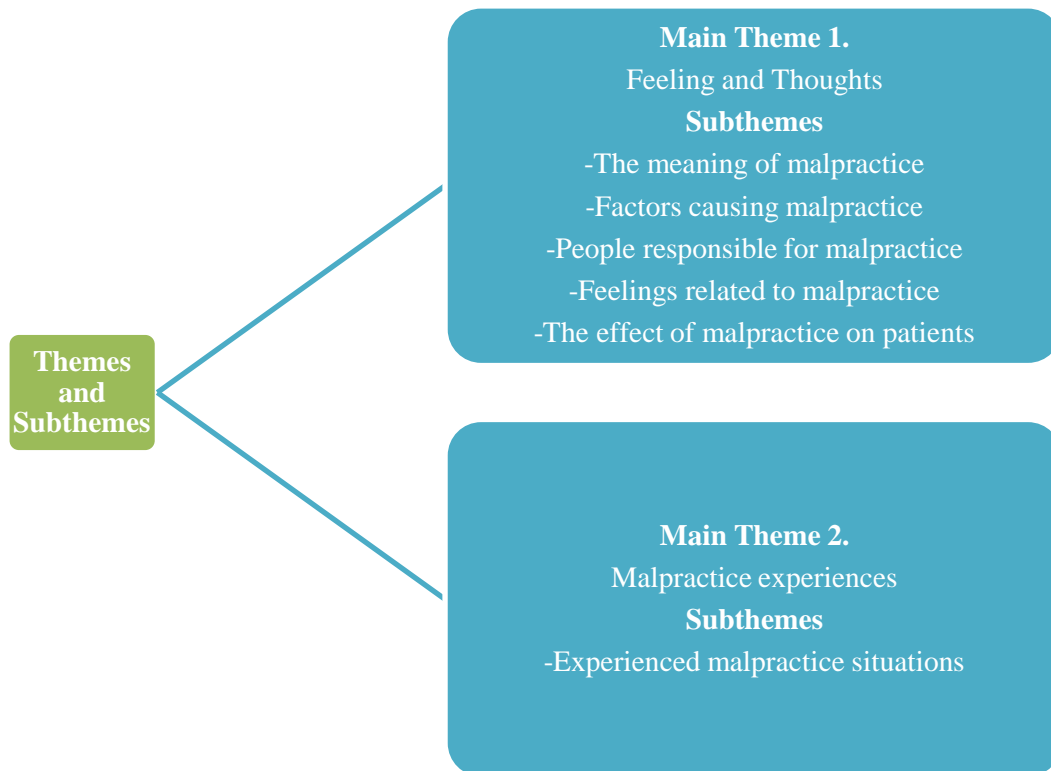 Themes
and
Subthemes
Main Theme 1.
Feeling and Thoughts
Subthemes
-The meaning of malpractice
-Factors causing malpractice
-People responsible for malpractice
-Feelings related to malpractice
-The effect of malpractice on patients
Main Theme 2.
Malpractice experiences
Subthemes
-Experienced malpractice situations